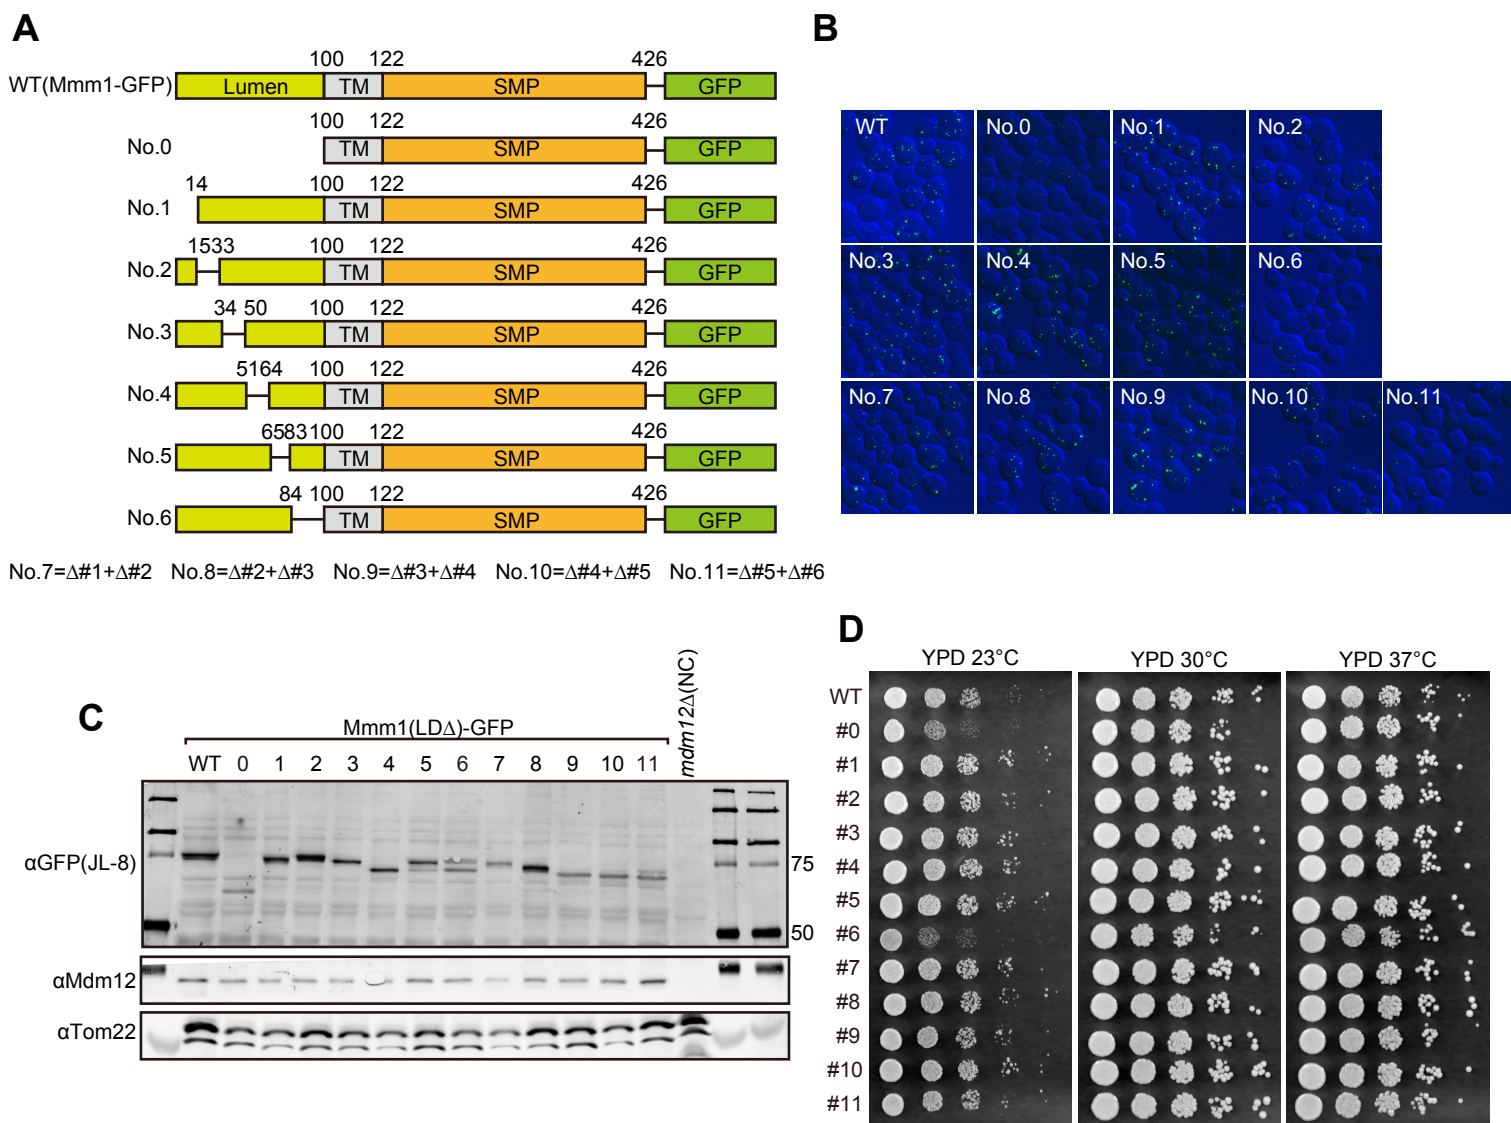 A
100 122 426
WT(Mmm1-GFP) Lumen TM SMP GFP
100 122 426
No.0 TM SMP GFP
14 100 122 426
No.1 TM SMP GFP
1533 100 122 426
No.2 TM SMP GFP
34 50 100 122 426
No.3 TM SMP GFP
5164 100 122 426
No.4 TM SMP GFP
6583100 122 426
No.5 TM SMP GFP
84 100 122 426
No.6 TM SMP GFP
No.7=Δ#1+Δ#2 No.8=Δ#2+Δ#3 No.9=Δ#3+Δ#4 No.10=Δ#4+Δ#5 No.11=Δ#5+Δ#6
B
WT No.0 No.1 No.2
No.3 No.4 No.5 No.6
No.7 No.8 No.9 No.10 No.11
C
Mmm1(LDΔ)-GFP
WT 0 1 2 3 4 5 6 7 8 9 10 11 mdm12Δ(NC)
αGFP(JL-8) 75
50
αMdm12
αTom22
D
YPD 23°C YPD 30°C YPD 37°C
WT
#0
#1
#2
#3
#4
#5
#6
#7
#8
#9
#10
#11